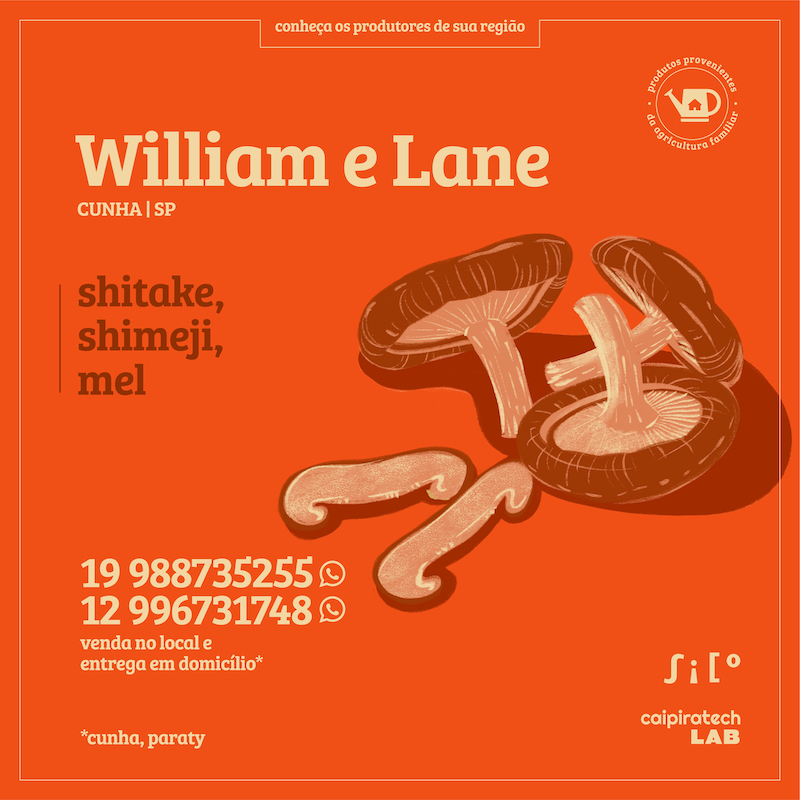 conheça os produtores de sua região
produtos provenientes
da agricultura familiar
William e Lane
CUNHA | SP
shitake,
shimeji,
mel
19 988735255
12 996731748
venda no local e
entrega em domicílio*
*cunha, paraty
caipiratech
LAB